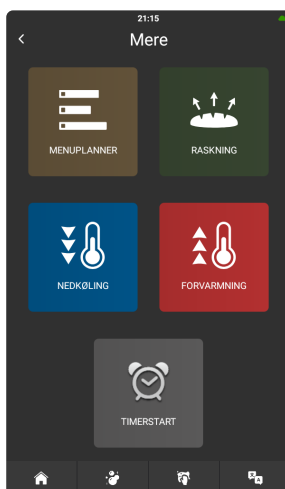 21:15
Mere
MENUPLANNER
RASKNING
NEDKØLING
FORVARMNING
TIMERSTART